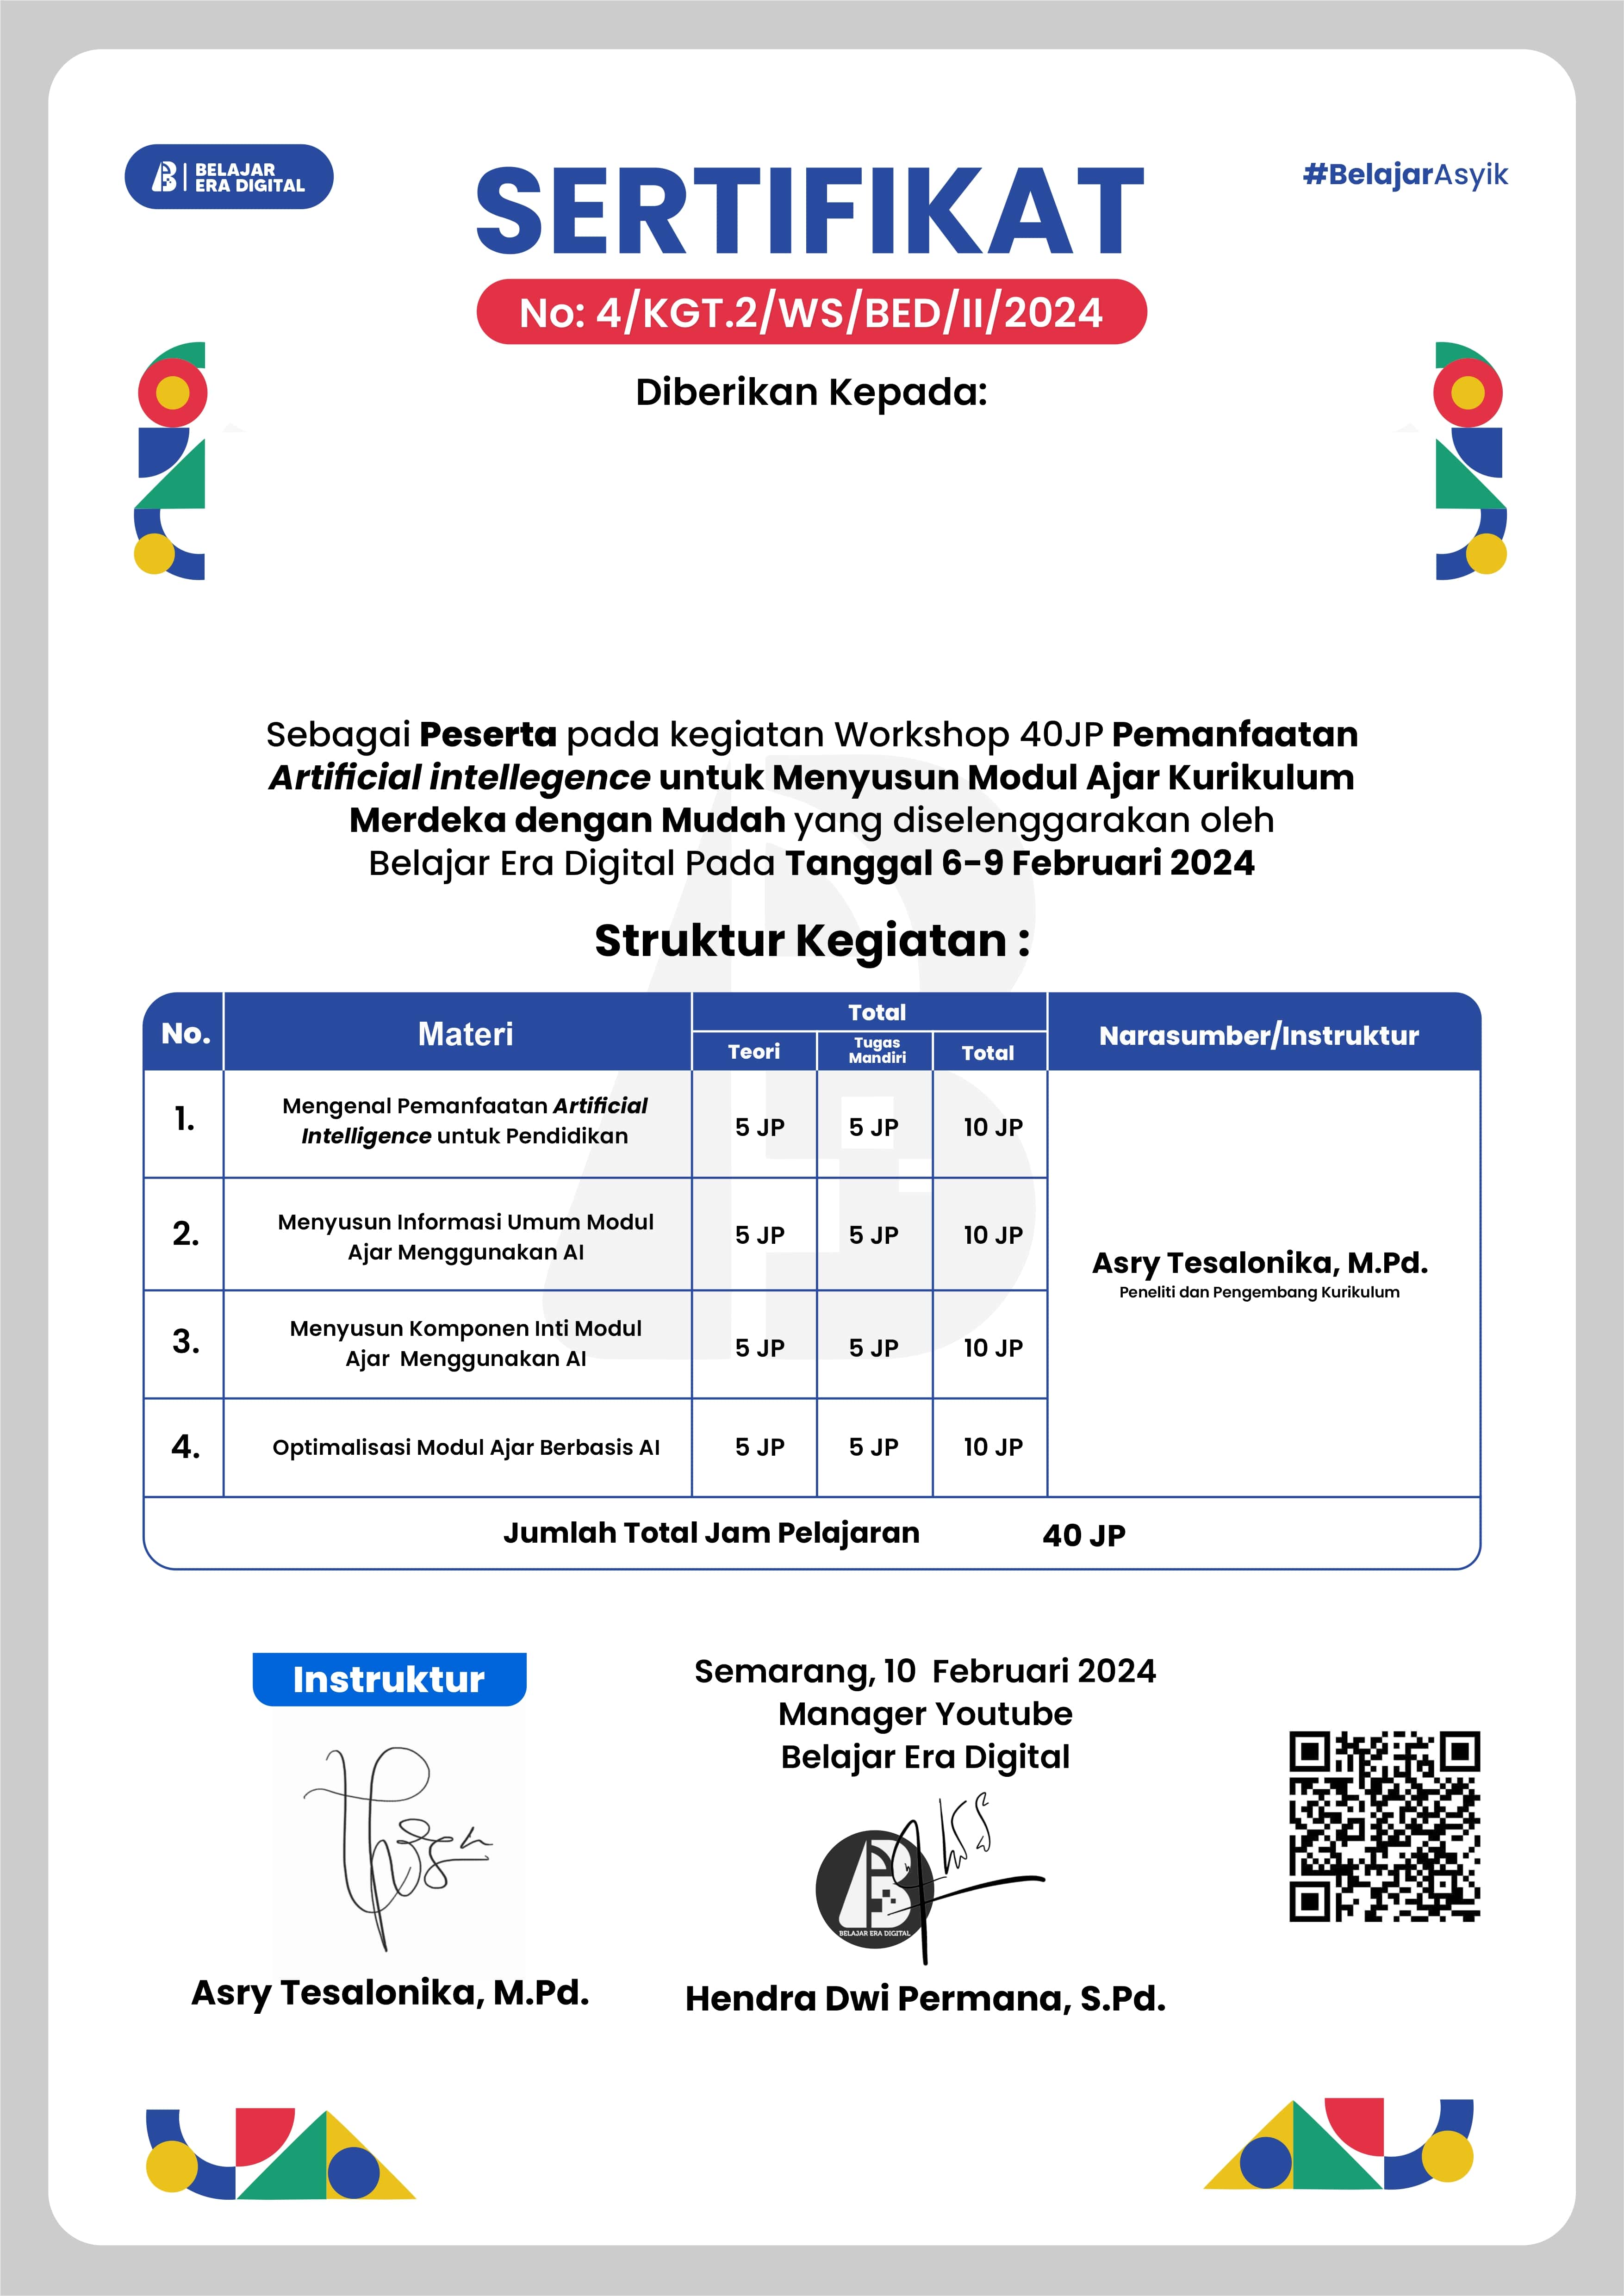 BELAJAR
ERA DIGITAL
SERTIFIKAT
#BelajarAsyik
No: 4/KGT.2/WS/BED/II/2024
Diberikan Kepada:
Sebagai Peserta pada kegiatan Workshop 40JP Pemanfaatan
Artificial intellegence untuk Menyusun Modul Ajar Kurikulum
Merdeka dengan Mudah yang diselenggarakan oleh
Belajar Era Digital Pada Tanggal 6-9 Februari 2024
Struktur Kegiatan :
No. Materi Total Narasumber/Instruktur
Teori Tugas Mandiri Total
1. Mengenal Pemanfaatan Artificial
Intelligence untuk Pendidikan 5 JP 5 JP 10 JP
2. Menyusun Informasi Umum Modul
Ajar Menggunakan AI 5 JP 5 JP 10 JP
Asry Tesalonika, M.Pd.
Peneliti dan Pengembang Kurikulum
3. Menyusun Komponen Inti Modul
Ajar Menggunakan AI 5 JP 5 JP 10 JP
4. Optimalisasi Modul Ajar Berbasis AI 5 JP 5 JP 10 JP
Jumlah Total Jam Pelajaran 40 JP
Instruktur
Semarang, 10 Februari 2024
Manager Youtube
Belajar Era Digital
BELAJAR ERA DIGITAL
Asry Tesalonika, M.Pd.
Hendra Dwi Permana, S.Pd.